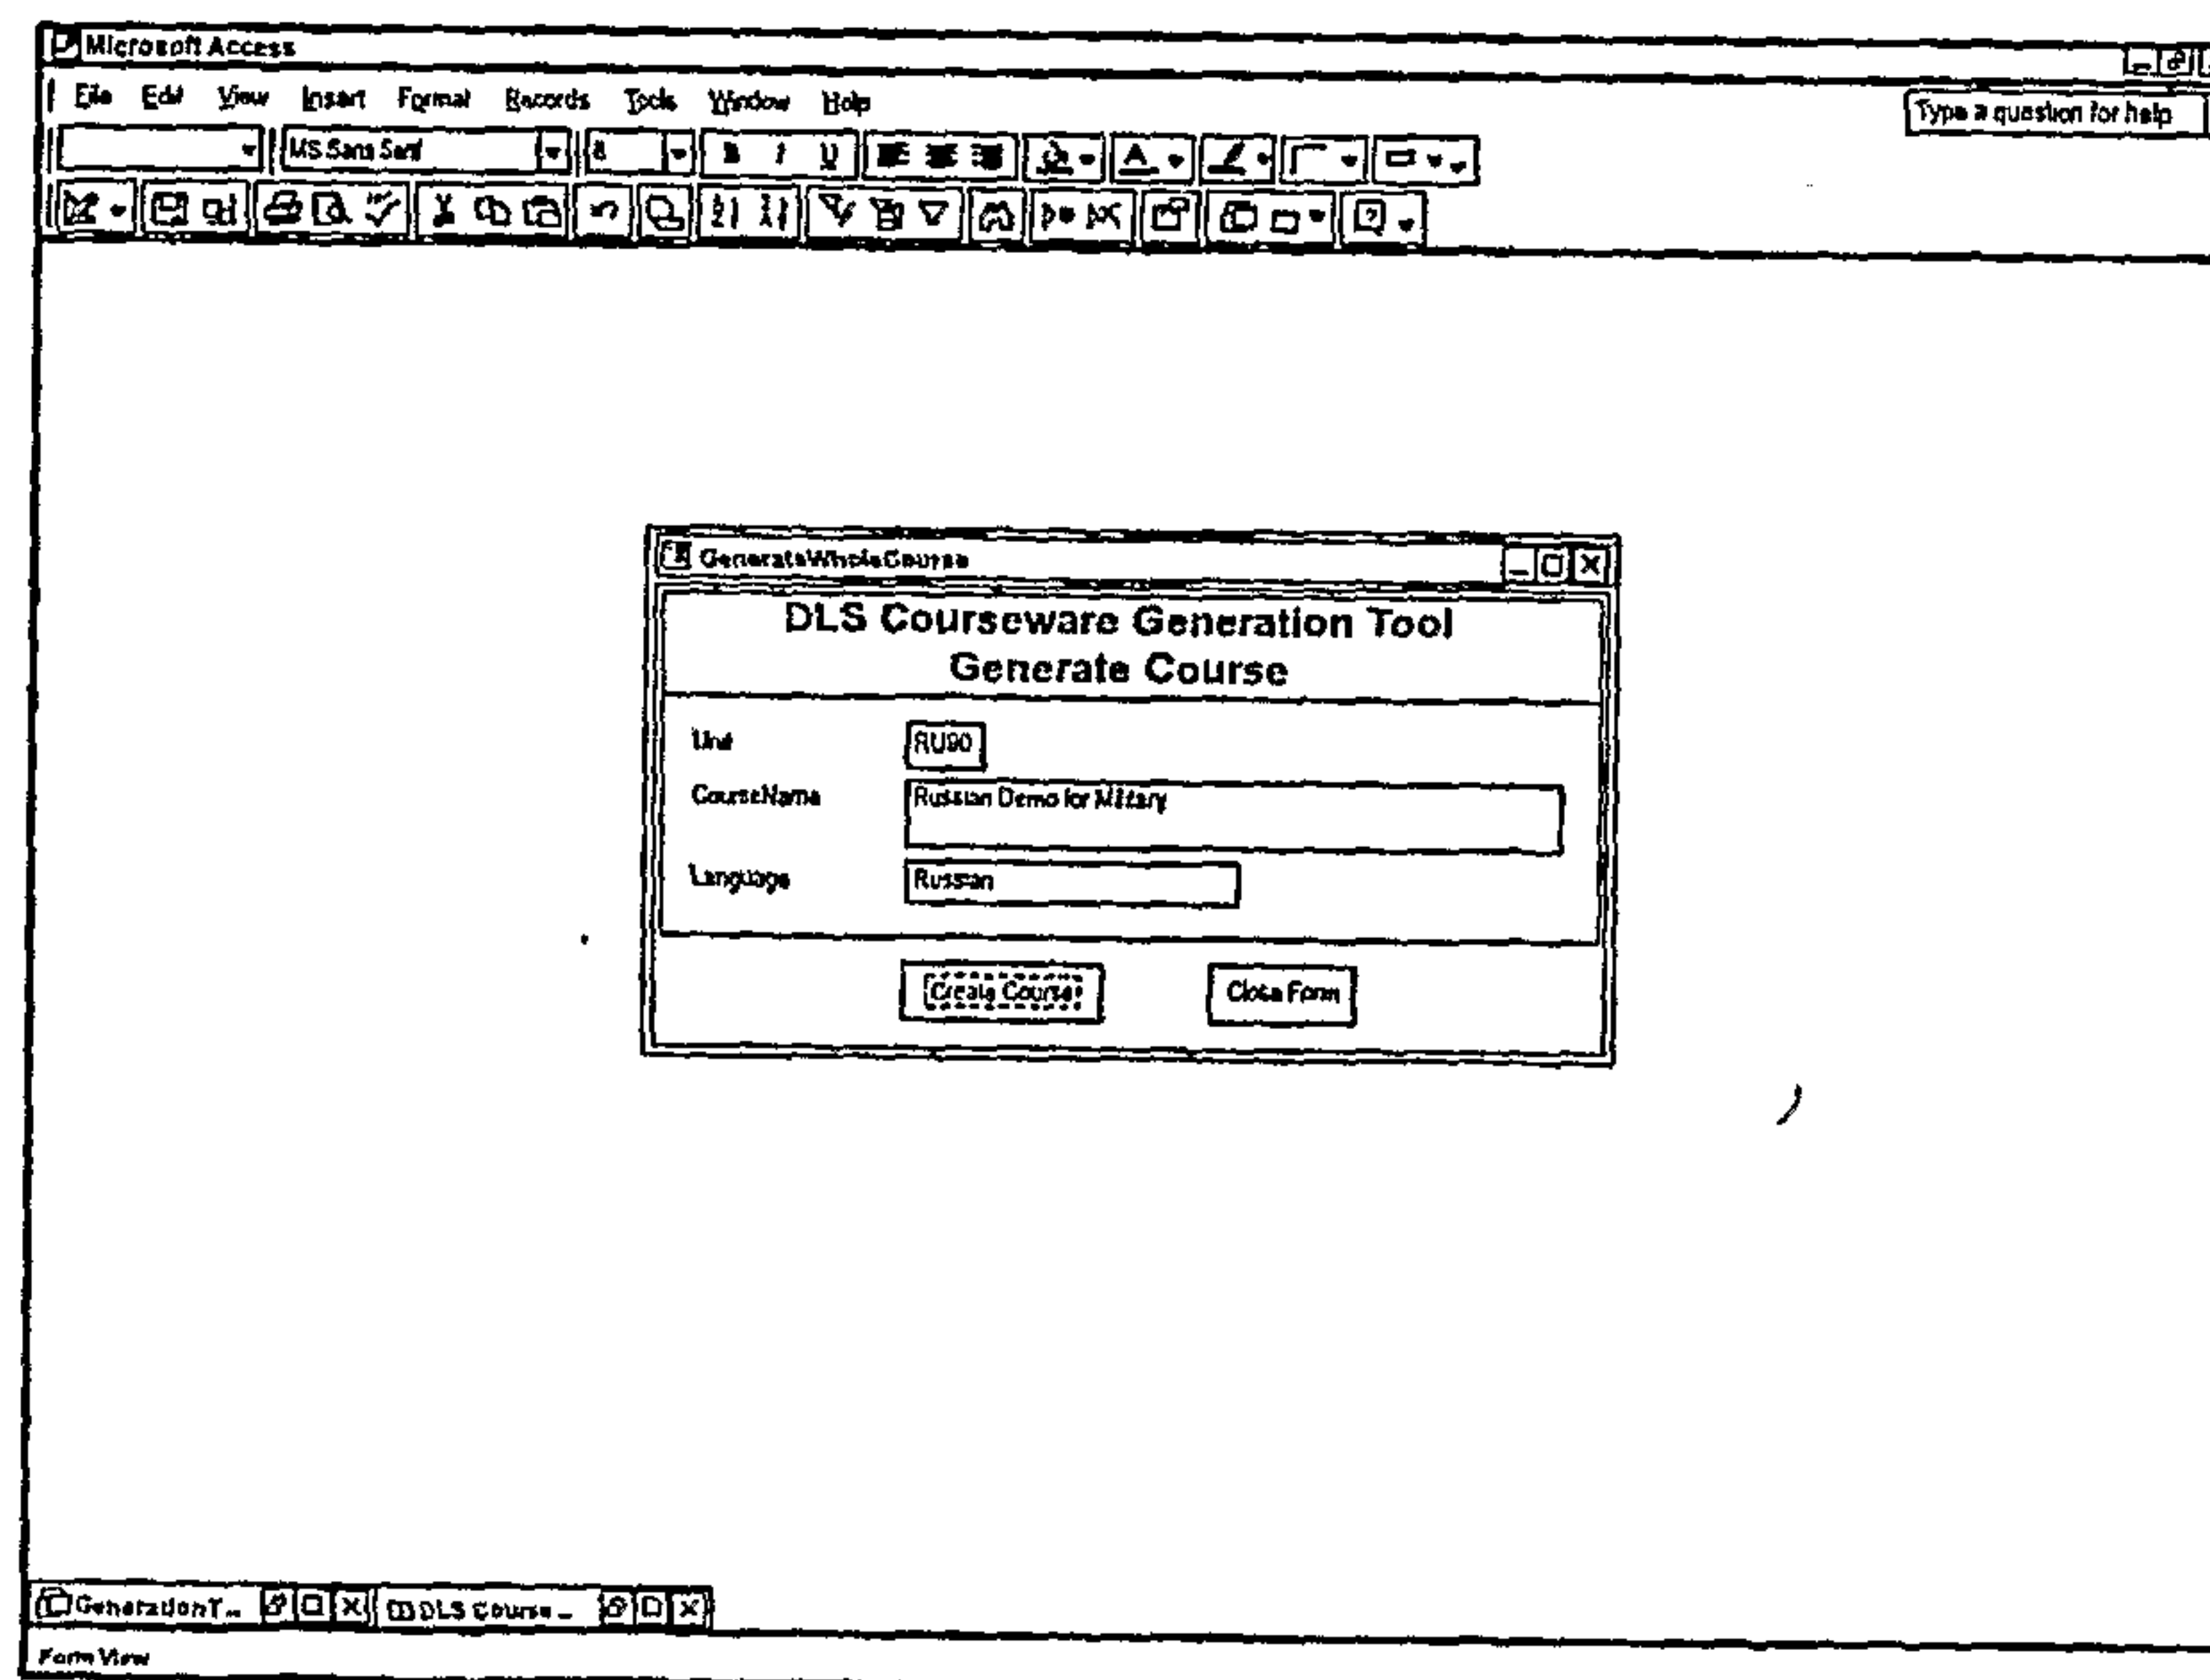 Microsoft Access
File Edit View Insert Format Records Tools Window Help
Type a question for help
MS Sans Serif 8 B I U
GenerateWholeCourse
DLS Courseware Generation Tool
Generate Course
Unit RU90
CourseName Russian Demo for Military
Language Russian
Create Course Close Form
GenerationT... DLS Course...
Form View